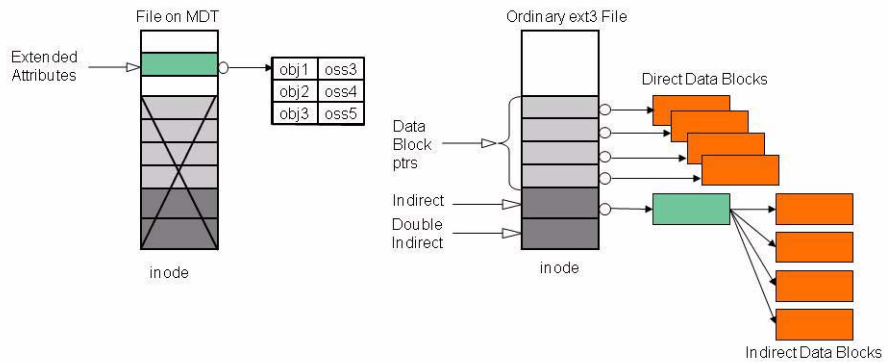 File on MDT
Extended
Attributes
obj1 oss3
obj2 oss4
obj3 oss5
inode
Ordinary ext3 File
Direct Data Blocks
Data
Block
ptrs
Indirect
Double
Indirect
inode
Indirect Data Blocks